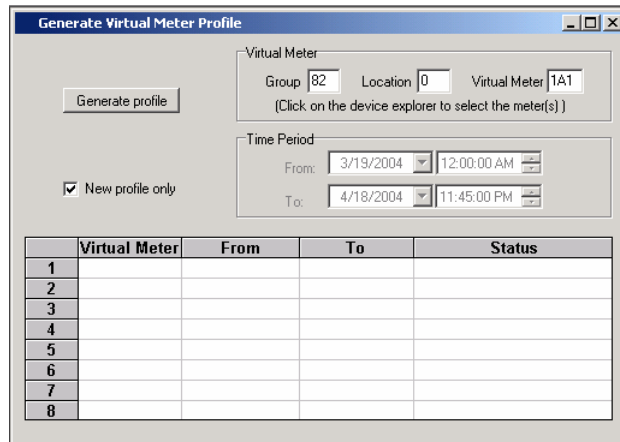 Generate Virtual Meter Profile
Virtual Meter
Group 82 Location 0 Virtual Meter 1A1
(Click on the device explorer to select the meter(s) )
Generate profile
Time Period
From: 3/19/2004 12:00:00 AM
To: 4/18/2004 11:45:00 PM
New profile only
Virtual Meter From To Status
1
2
3
4
5
6
7
8